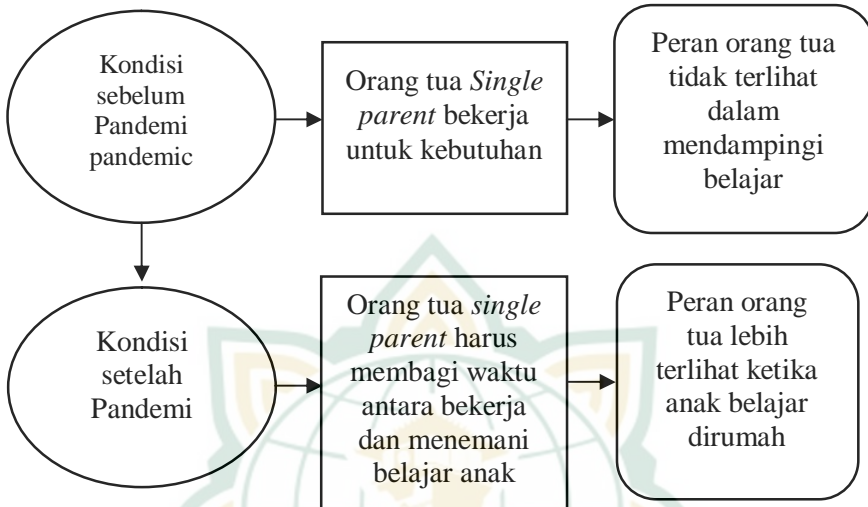 Kondisi
sebelum
Pandemi
pandemic
Orang tua Single
parent bekerja
untuk kebutuhan
Peran orang tua
tidak terlihat
dalam
mendampingi
belajar
Kondisi
setelah
Pandemi
Orang tua single
parent harus
membagi waktu
antara bekerja
dan menemani
belajar anak
Peran orang
tua lebih
terlihat ketika
anak belajar
dirumah